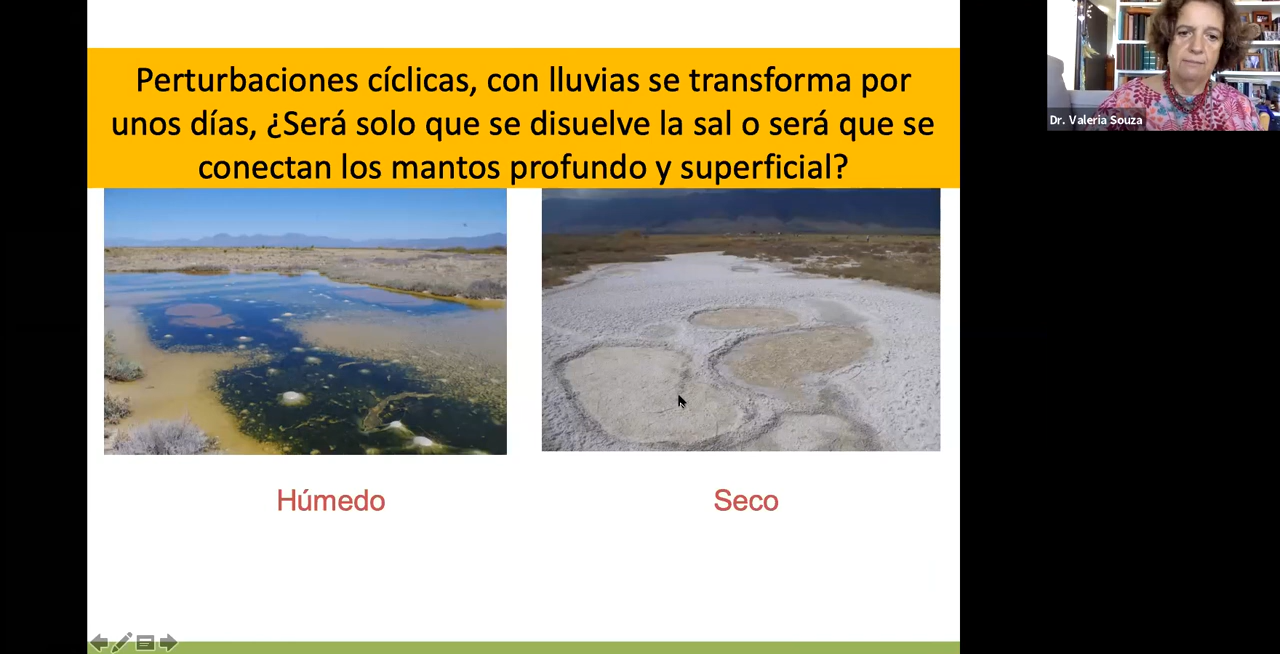 Perturbaciones cíclicas, con lluvias se transforma por
unos días, ¿Será solo que se disuelve la sal o será que se
conectan los mantos profundo y superficial?
Dr. Valeria Souza
Húmedo
Seco